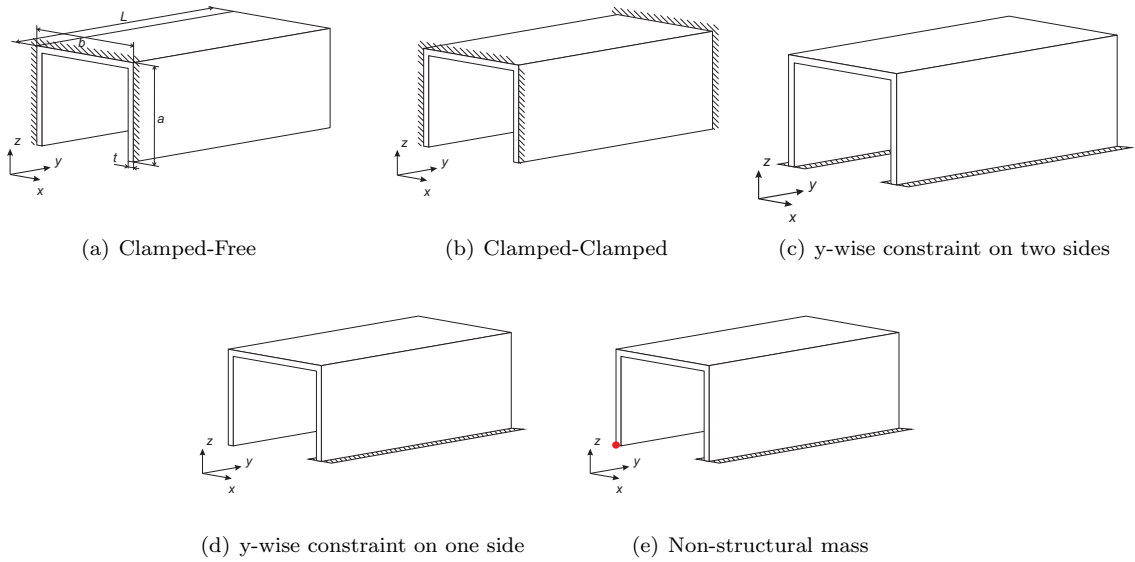 L
b
a
t
z
y
x
z
y
x
z
y
x
(a) Clamped-Free
(b) Clamped-Clamped
(c) y-wise constraint on two sides
z
y
x
z
y
x
(d) y-wise constraint on one side
(e) Non-structural mass